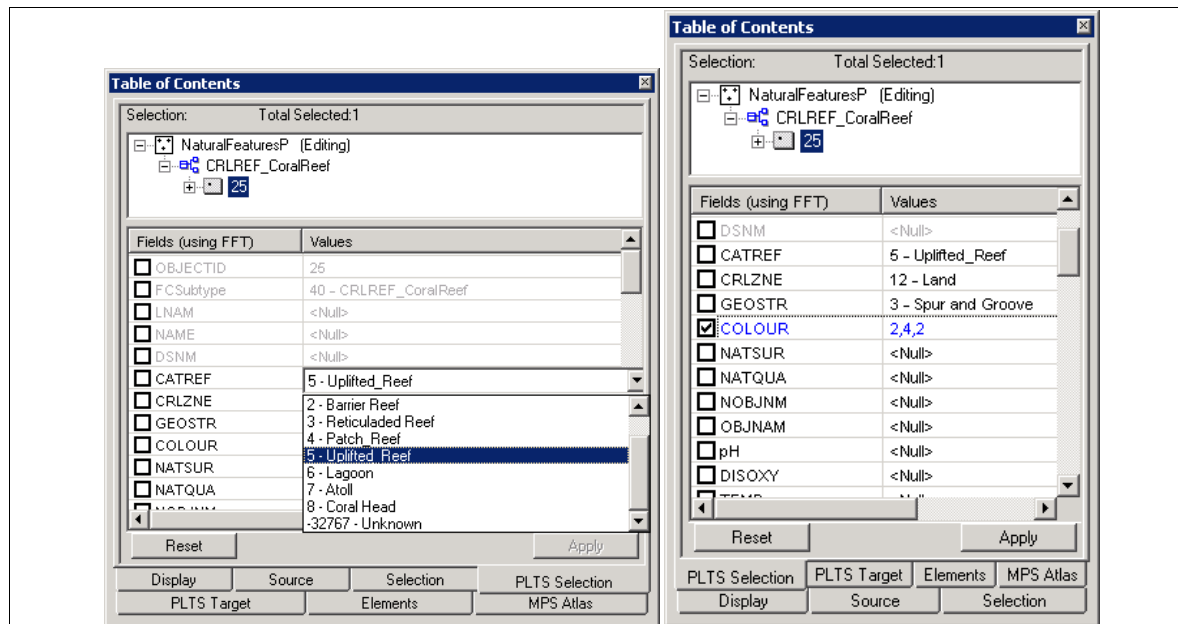 Table of Contents
Selection: Total Selected:1
NaturalFeaturesP (Editing)
CRLREF_CoralReef
25
Fields (using FFT) Values
OBJECTID 25
FCSubtype 40 - CRLREF_CoralReef
LNAM <Null>
NAME <Null>
DSNM <Null>
CATREF 5 - Uplifted_Reef
CRLZNE
GEOSTR
COLOUR
NATSUR
NATQUA
2 - Barrier Reef
3 - Reticuladed Reef
4 - Patch_Reef
5 - Uplifted_Reef
6 - Lagoon
7 - Atoll
8 - Coral Head
-32767 - Unknown
Reset Apply
Display Source Selection PLTS Selection
PLTS Target Elements MPS Atlas
Table of Contents
Selection: Total Selected:1
NaturalFeaturesP (Editing)
CRLREF_CoralReef
25
Fields (using FFT) Values
DSNM <Null>
CATREF 5 - Uplifted_Reef
CRLZNE 12 - Land
GEOSTR 3 - Spur and Groove
COLOUR 2,4,2
NATSUR <Null>
NATQUA <Null>
NOBJNM <Null>
OBJNAM <Null>
pH <Null>
DISOXY <Null>
Reset Apply
PLTS Selection PLTS Target Elements MPS Atlas
Display Source Selection